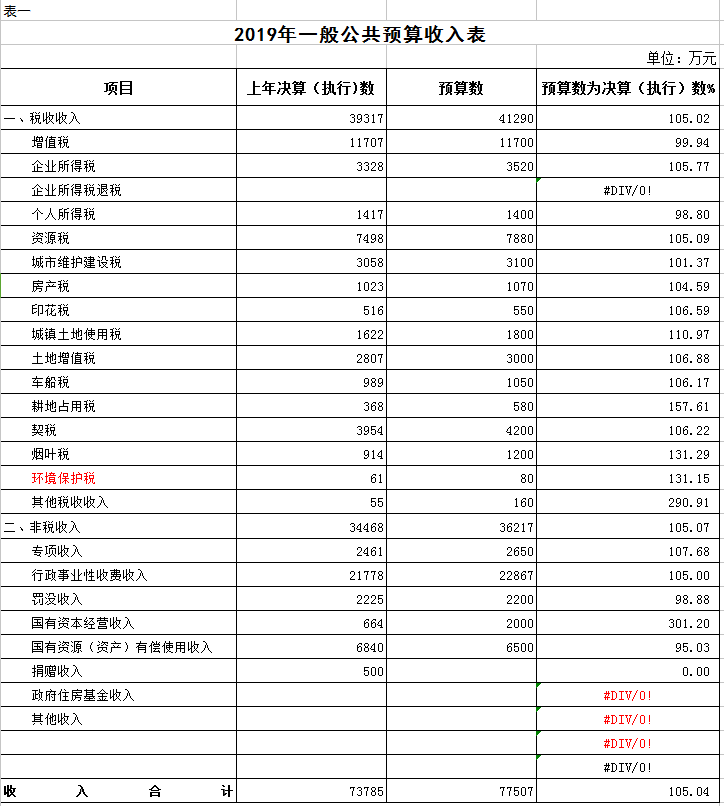 表一
2019年一般公共预算收入表
单位：万元
项目 上年决算（执行)数 预算数 预算数为决算（执行）数%
一、税收收入 39317 41290 105.02
增值税 11707 11700 99.94
企业所得税 3328 3520 105.77
企业所得税退税 #DIV/0!
个人所得税 1417 1400 98.80
资源税 7498 7880 105.09
城市维护建设税 3058 3100 101.37
房产税 1023 1070 104.59
印花税 516 550 106.59
城镇土地使用税 1622 1800 110.97
土地增值税 2807 3000 106.88
车船税 989 1050 106.17
耕地占用税 368 580 157.61
契税 3954 4200 106.22
烟叶税 914 1200 131.29
环境保护税 61 80 131.15
其他税收收入 55 160 290.91
二、非税收入 34468 36217 105.07
专项收入 2461 2650 107.68
行政事业性收费收入 21778 22867 105.00
罚没收入 2225 2200 98.88
国有资本经营收入 664 2000 301.20
国有资源（资产）有偿使用收入 6840 6500 95.03
捐赠收入 500 0.00
政府住房基金收入 #DIV/0!
其他收入 #DIV/0!
#DIV/0!
#DIV/0!
收入合计 73785 77507 105.04